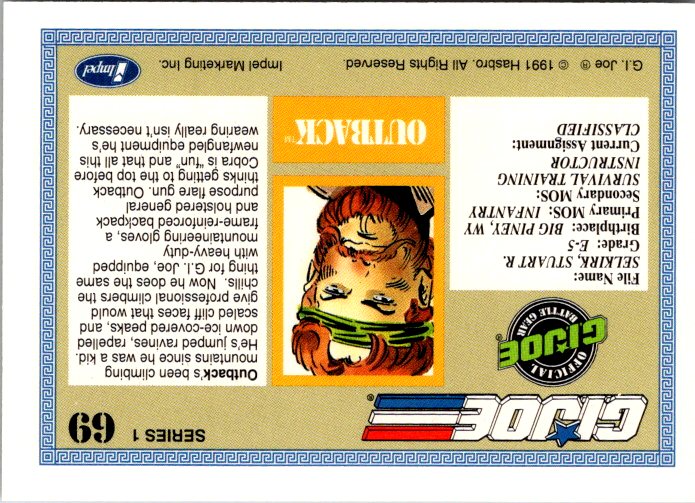 G.I.JOE ®
SERIES 1
69
OFFICIAL
G.I.JOE
BATTLE GEAR
File Name:
SELKIRK, STUART R.
Grade: E-5
Birthplace: BIG PINEY, WY
Primary MOS: INFANTRY
Secondary MOS:
SURVIVAL TRAINING
INSTRUCTOR
Current Assignment:
CLASSIFIED
OUTBACK™
Outback's been climbing
mountains since he was a kid.
He's jumped ravines, rapelled
down ice-covered peaks, and
scaled cliff faces that would
give professional climbers the
chills. Now he does the same
thing for G.I. Joe, equipped
with heavy-duty
mountaineering gloves, a
frame-reinforced backpack
and holstered general
purpose flare gun. Outback
thinks getting to the top before
Cobra is "fun" and that all this
newfangled equipment he's
wearing really isn't necessary.
G.I. Joe ® © 1991 Hasbro. All Rights Reserved. Impel Marketing Inc.
Impel